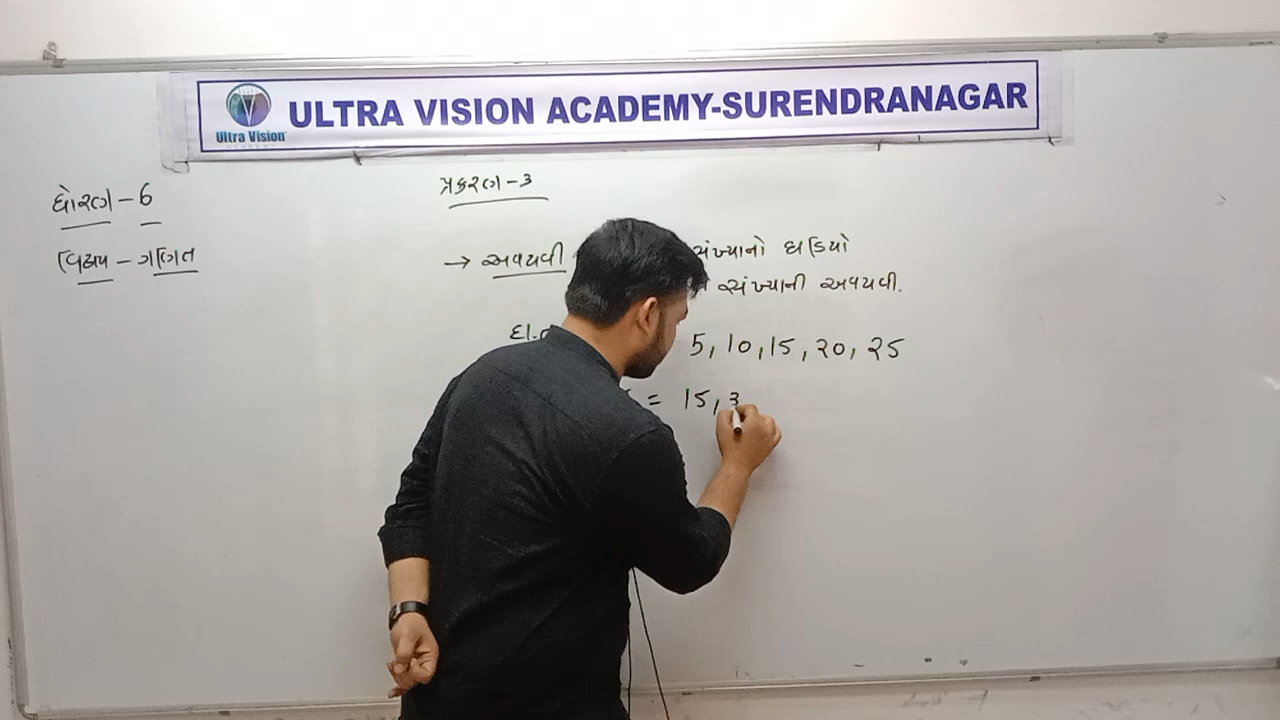 ULTRA VISION ACADEMY-SURENDRANAGAR
Ultra Vision
ધોરણ - 6
વિષય - ગણિત
પ્રકરણ - ૩
→ અવયવી
સંખ્યાનો ઘડિયો
સંખ્યાની અવયવી.
દા.ત
5, 10, 15, 20, 25
= 15, 3